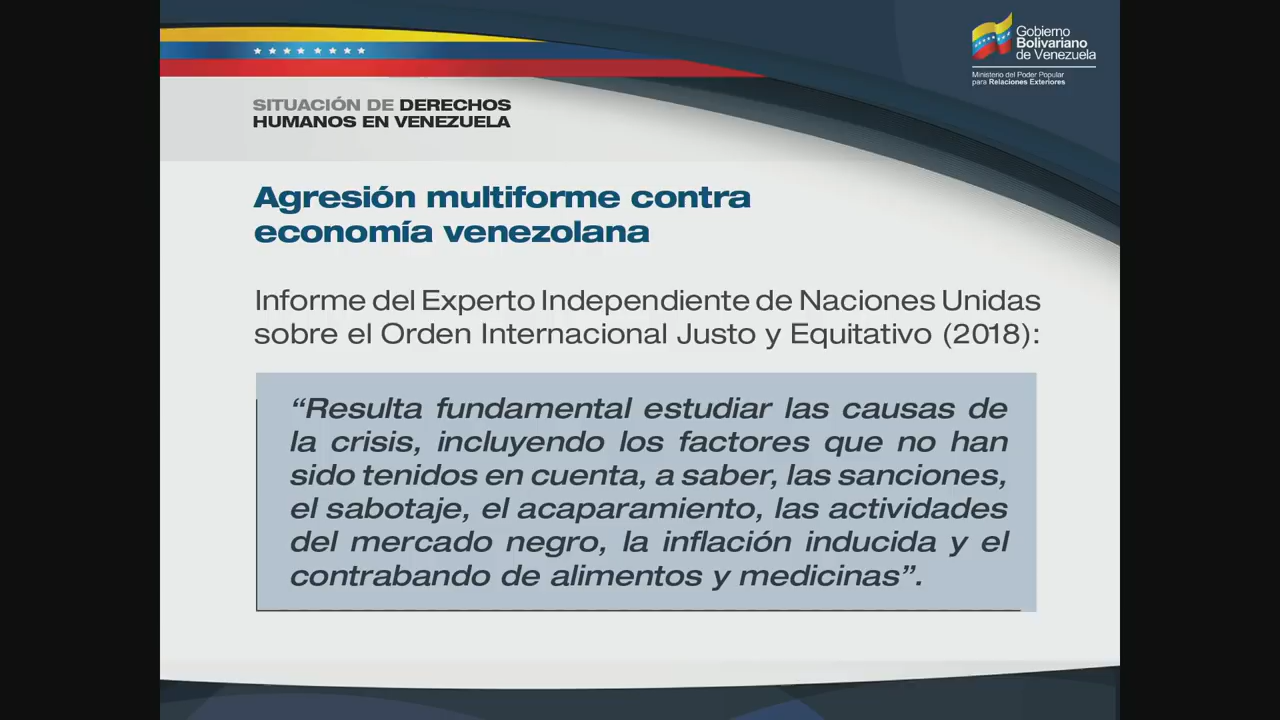 Gobierno
Bolivariano
de Venezuela
Ministerio del Poder Popular
para Relaciones Exteriores
SITUACIÓN DE DERECHOS
HUMANOS EN VENEZUELA
Agresión multiforme contra
economía venezolana
Informe del Experto Independiente de Naciones Unidas
sobre el Orden Internacional Justo y Equitativo (2018):
“Resulta fundamental estudiar las causas de
la crisis, incluyendo los factores que no han
sido tenidos en cuenta, a saber, las sanciones,
el sabotaje, el acaparamiento, las actividades
del mercado negro, la inflación inducida y el
contrabando de alimentos y medicinas”.